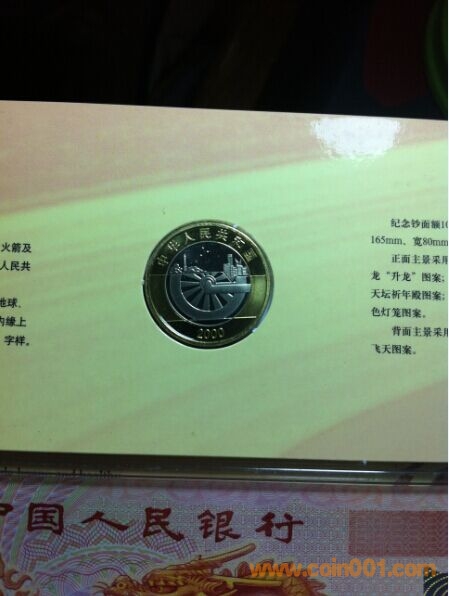 火箭及
人民共
地球、
内缘上
字样。
中华人民共和国
2000
纪念钞面额10
165mm、宽80mm
正面主景采用
龙“升龙”图案；
天坛祈年殿图案；
色灯笼图案。
背面主景采用
飞天图案。
中国人民银行
www.coin001.com